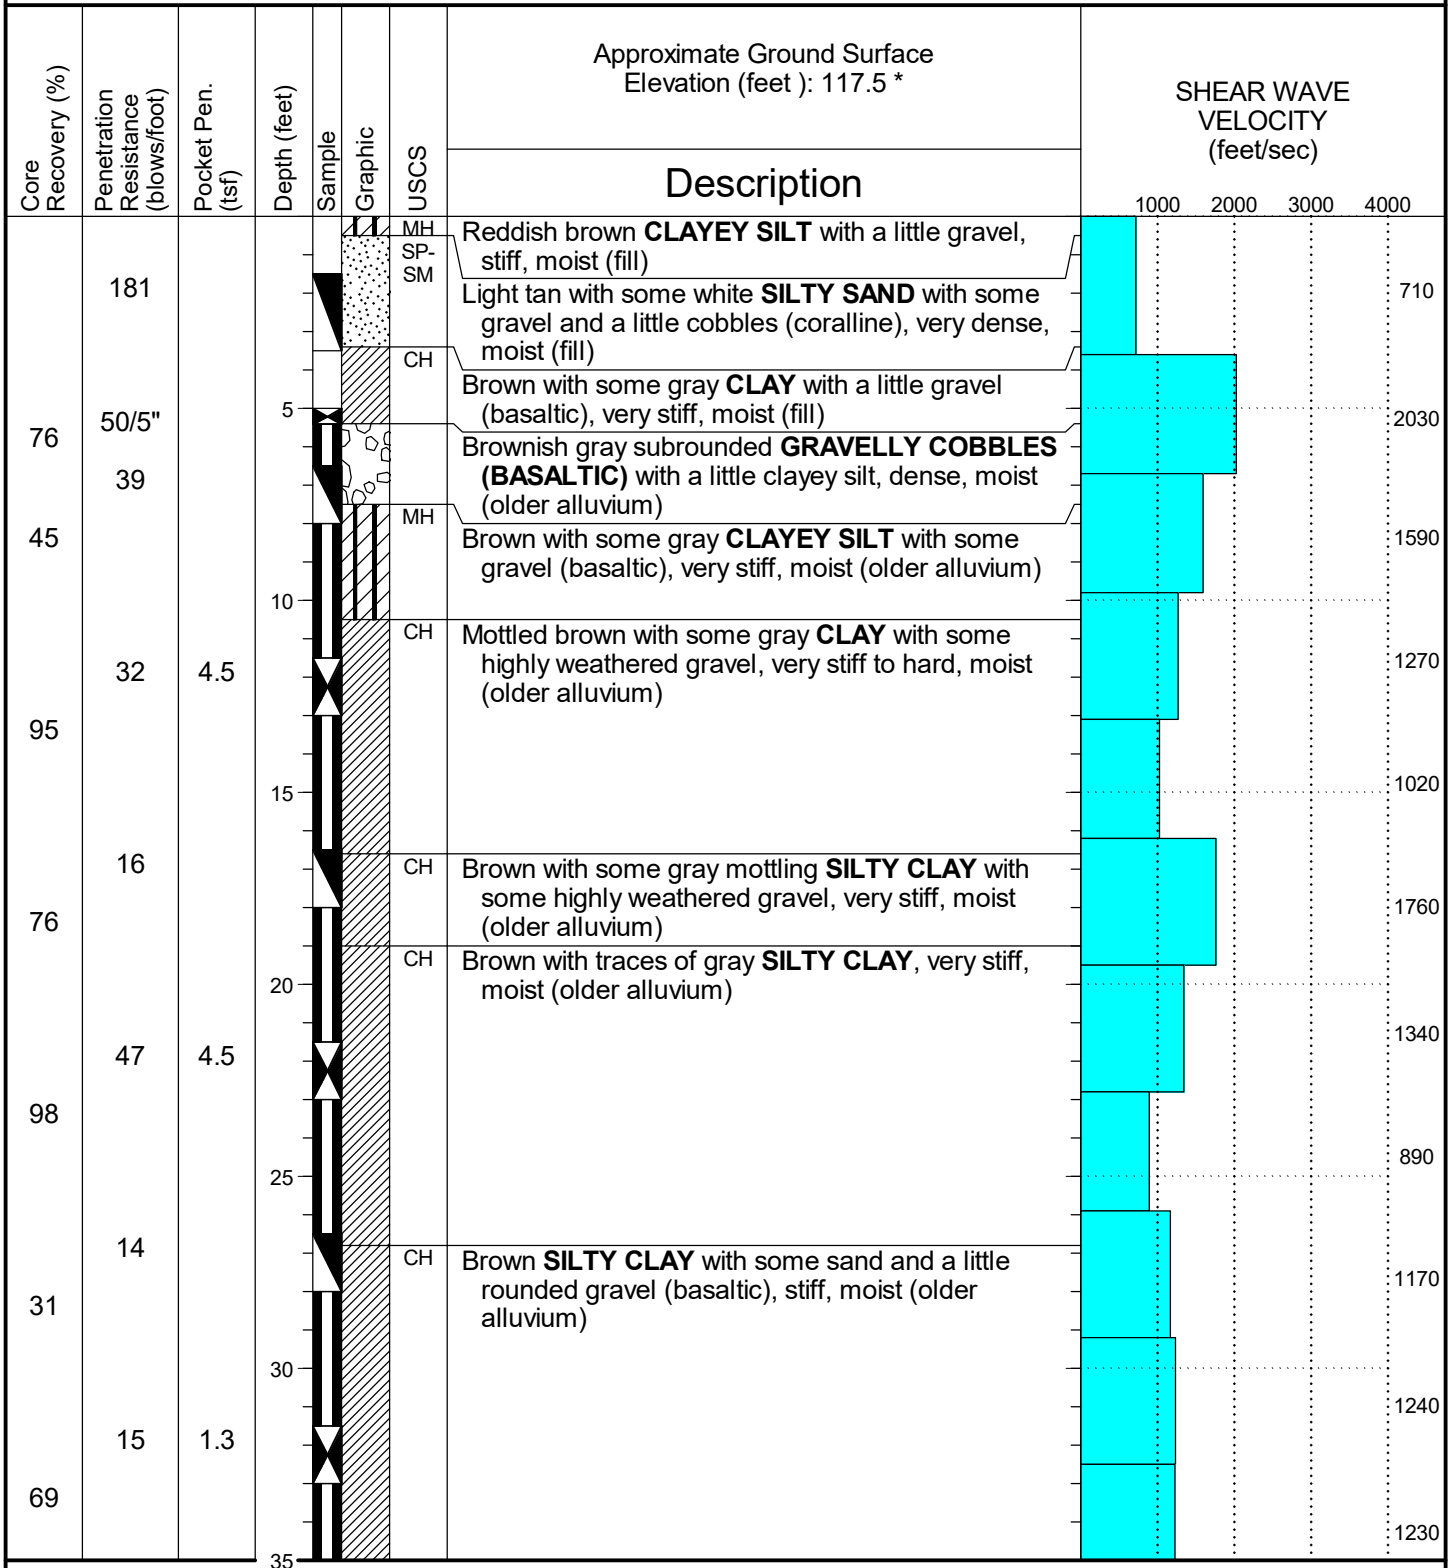 Core
Recovery (%)
Penetration
Resistance
(blows/foot)
Pocket Pen.
(tsf)
Depth (feet)
Sample
Graphic
USCS
Approximate Ground Surface
Elevation (feet ): 117.5 *
Description
SHEAR WAVE
VELOCITY
(feet/sec)
1000 2000 3000 4000
MH
Reddish brown CLAYEY SILT with a little gravel,
stiff, moist (fill)
SP-
SM
181
Light tan with some white SILTY SAND with some
gravel and a little cobbles (coralline), very dense,
moist (fill)
710
CH
Brown with some gray CLAY with a little gravel
(basaltic), very stiff, moist (fill)
5
50/5"
2030
76
Brownish gray subrounded GRAVELLY COBBLES
(BASALTIC) with a little clayey silt, dense, moist
(older alluvium)
39
MH
45
Brown with some gray CLAYEY SILT with some
gravel (basaltic), very stiff, moist (older alluvium)
1590
10
CH
Mottled brown with some gray CLAY with some
highly weathered gravel, very stiff to hard, moist
(older alluvium)
32
4.5
1270
95
15
1020
16
CH
Brown with some gray mottling SILTY CLAY with
some highly weathered gravel, very stiff, moist
(older alluvium)
76
1760
CH
Brown with traces of gray SILTY CLAY, very stiff,
moist (older alluvium)
20
47
4.5
1340
98
890
25
14
CH
Brown SILTY CLAY with some sand and a little
rounded gravel (basaltic), stiff, moist (older
alluvium)
1170
31
30
1240
15
1.3
69
1230
35